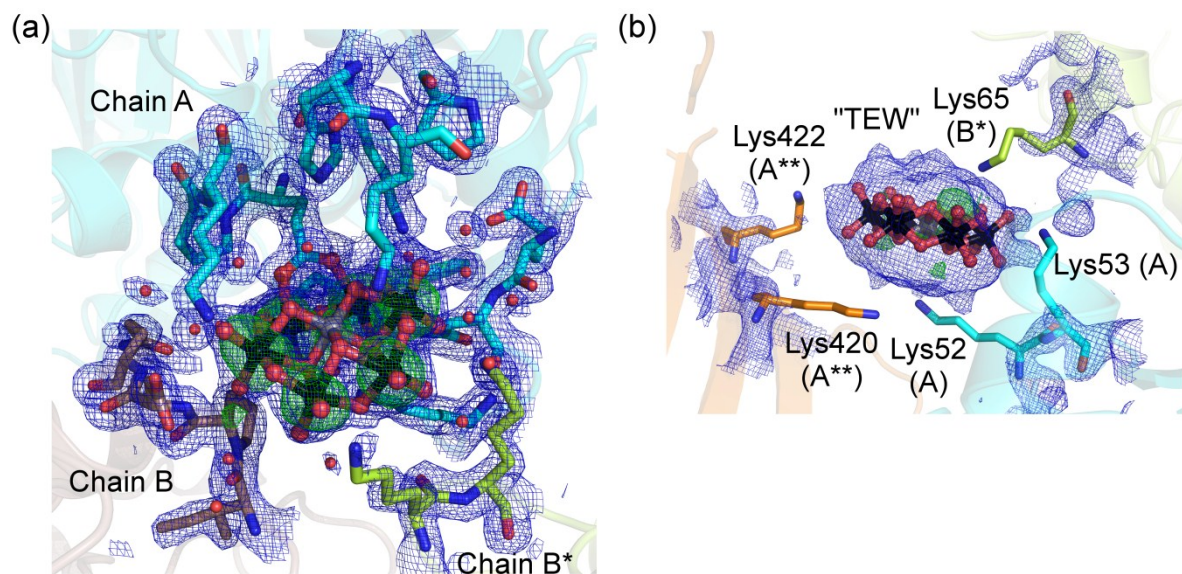 (a)
Chain A
Chain B
Chain B*
(b)
"TEW"
Lys65
(B*)
Lys422
(A**)
Lys53 (A)
Lys420
(A**)
Lys52
(A)